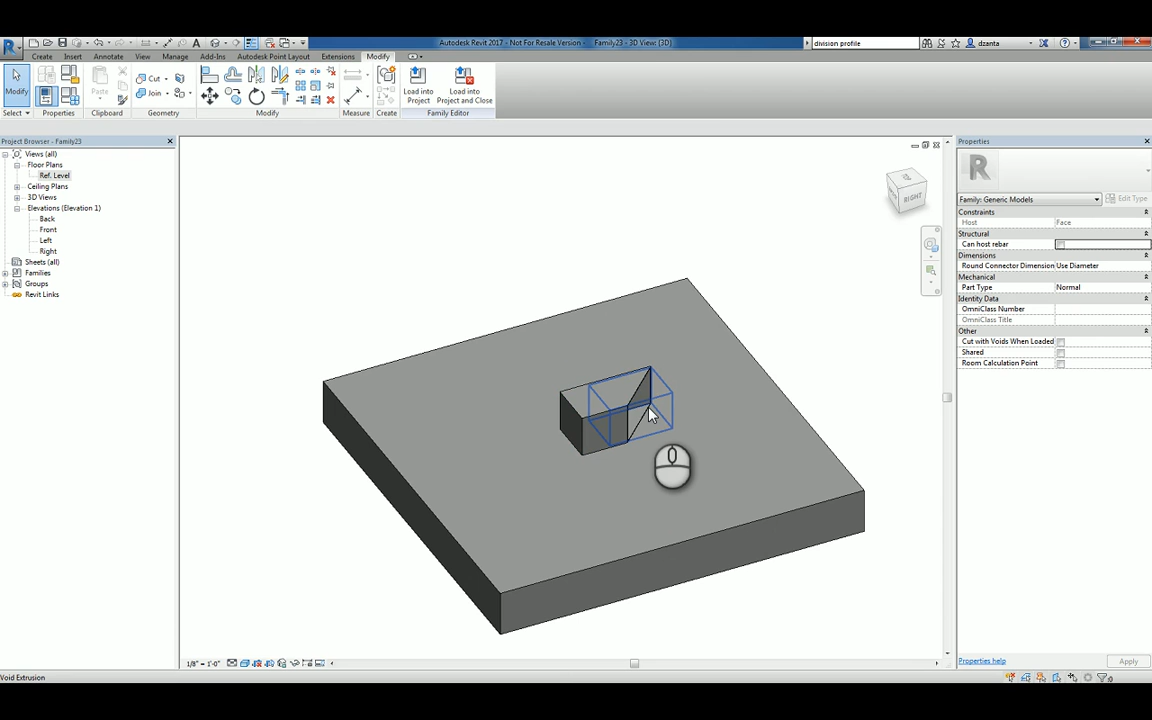 Autodesk Revit 2017 - Not For Resale Version - Family23 - 3D View: {3D}
division profile
dzanta
Create Insert Annotate View Manage Add-Ins Autodesk Point Layout Extensions Modify
Modify
Paste
Cut
Join
Load into
Project
Load into
Project and Close
Select Properties Clipboard Geometry Modify Measure Create Family Editor
Project Browser - Family23
Views (all)
Floor Plans
Ref. Level
Ceiling Plans
3D Views
Elevations (Elevation 1)
Back
Front
Left
Right
Sheets (all)
Families
Groups
Revit Links
RIGHT
Properties
Family: Generic Models
Edit Type
Constraints
Host Face
Structural
Can host rebar
Dimensions
Round Connector Dimension Use Diameter
Mechanical
Part Type Normal
Identity Data
OmniClass Number
OmniClass Title
Other
Cut with Voids When Loaded
Shared
Room Calculation Point
1/8" = 1'-0"
Properties help
Apply
Void Extrusion